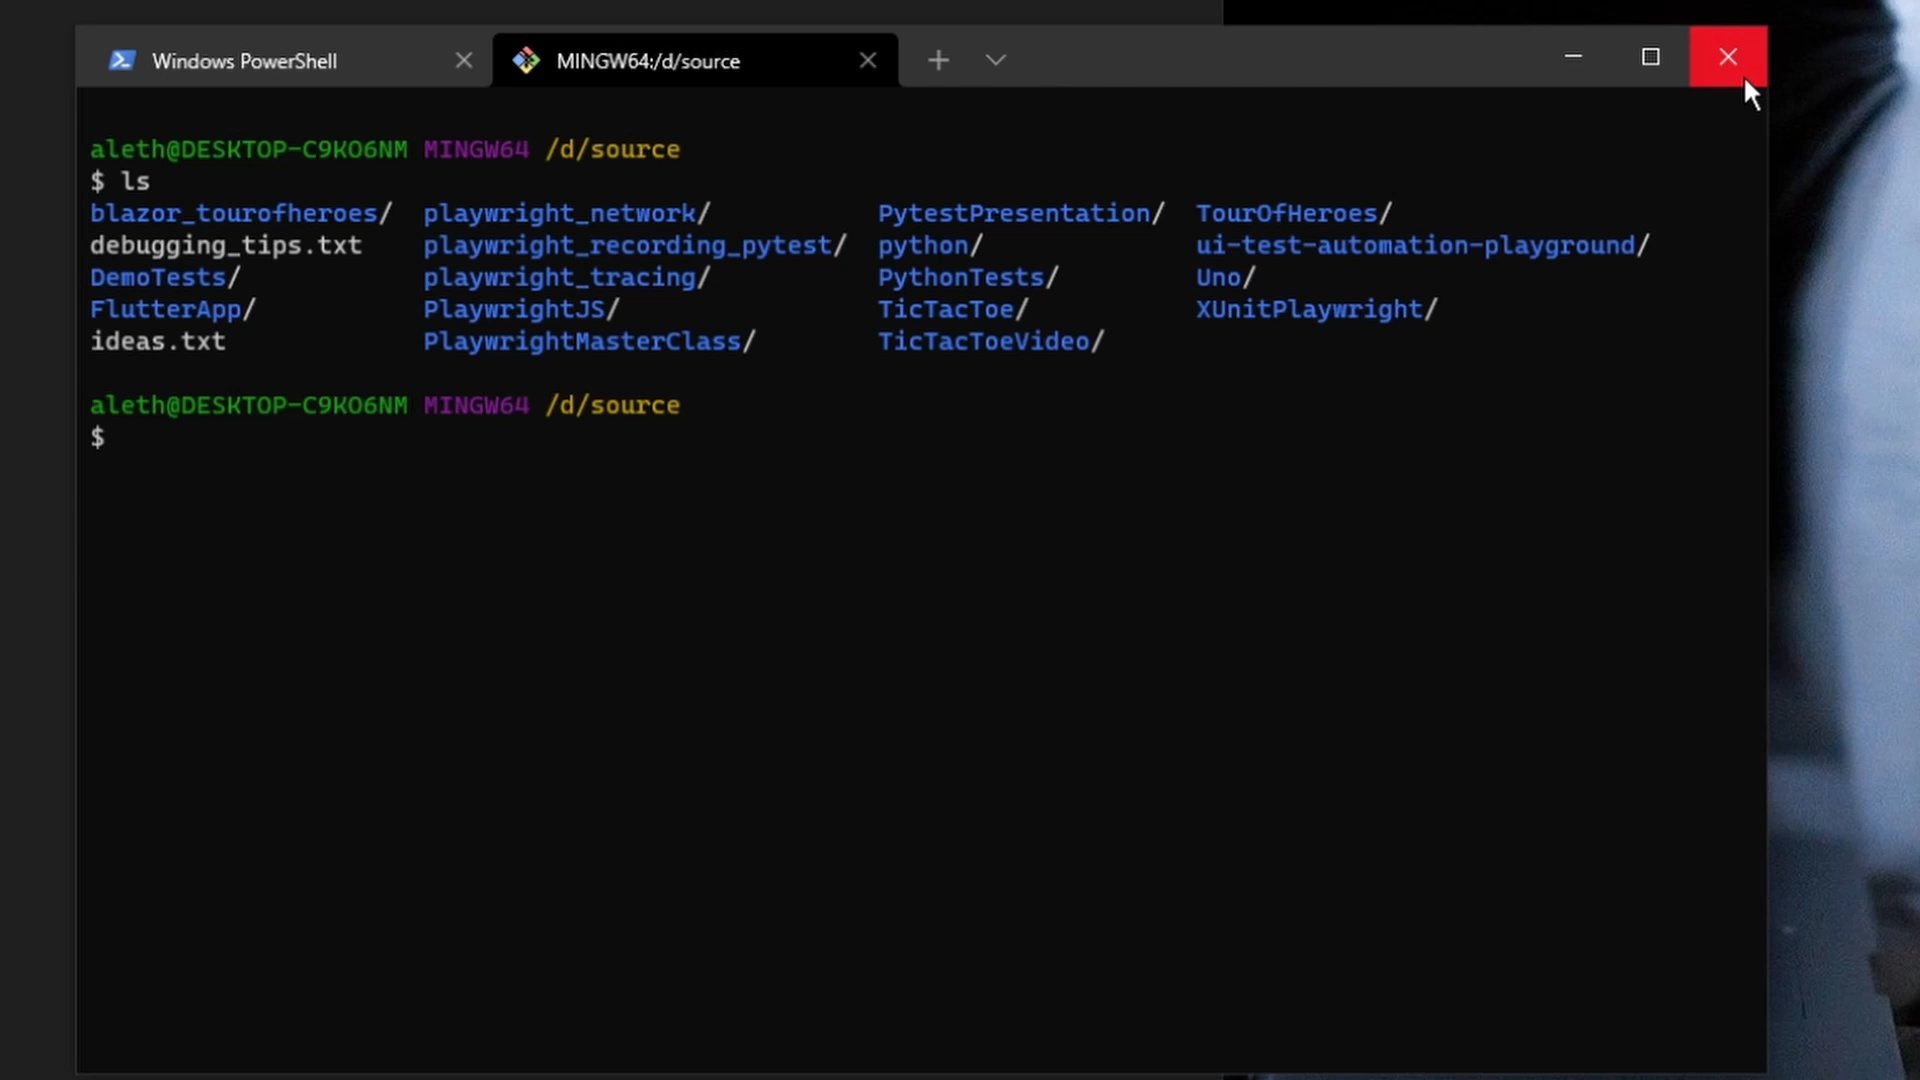 Windows PowerShell MINGW64:/d/source
aleth@DESKTOP-C9KO6NM MINGW64 /d/source
$ ls
blazor_tourofheroes/ playwright_network/ PytestPresentation/ TourOfHeroes/
debugging_tips.txt playwright_recording_pytest/ python/ ui-test-automation-playground/
DemoTests/ playwright_tracing/ PythonTests/ Uno/
FlutterApp/ PlaywrightJS/ TicTacToe/ XUnitPlaywright/
ideas.txt PlaywrightMasterClass/ TicTacToeVideo/
aleth@DESKTOP-C9KO6NM MINGW64 /d/source
$